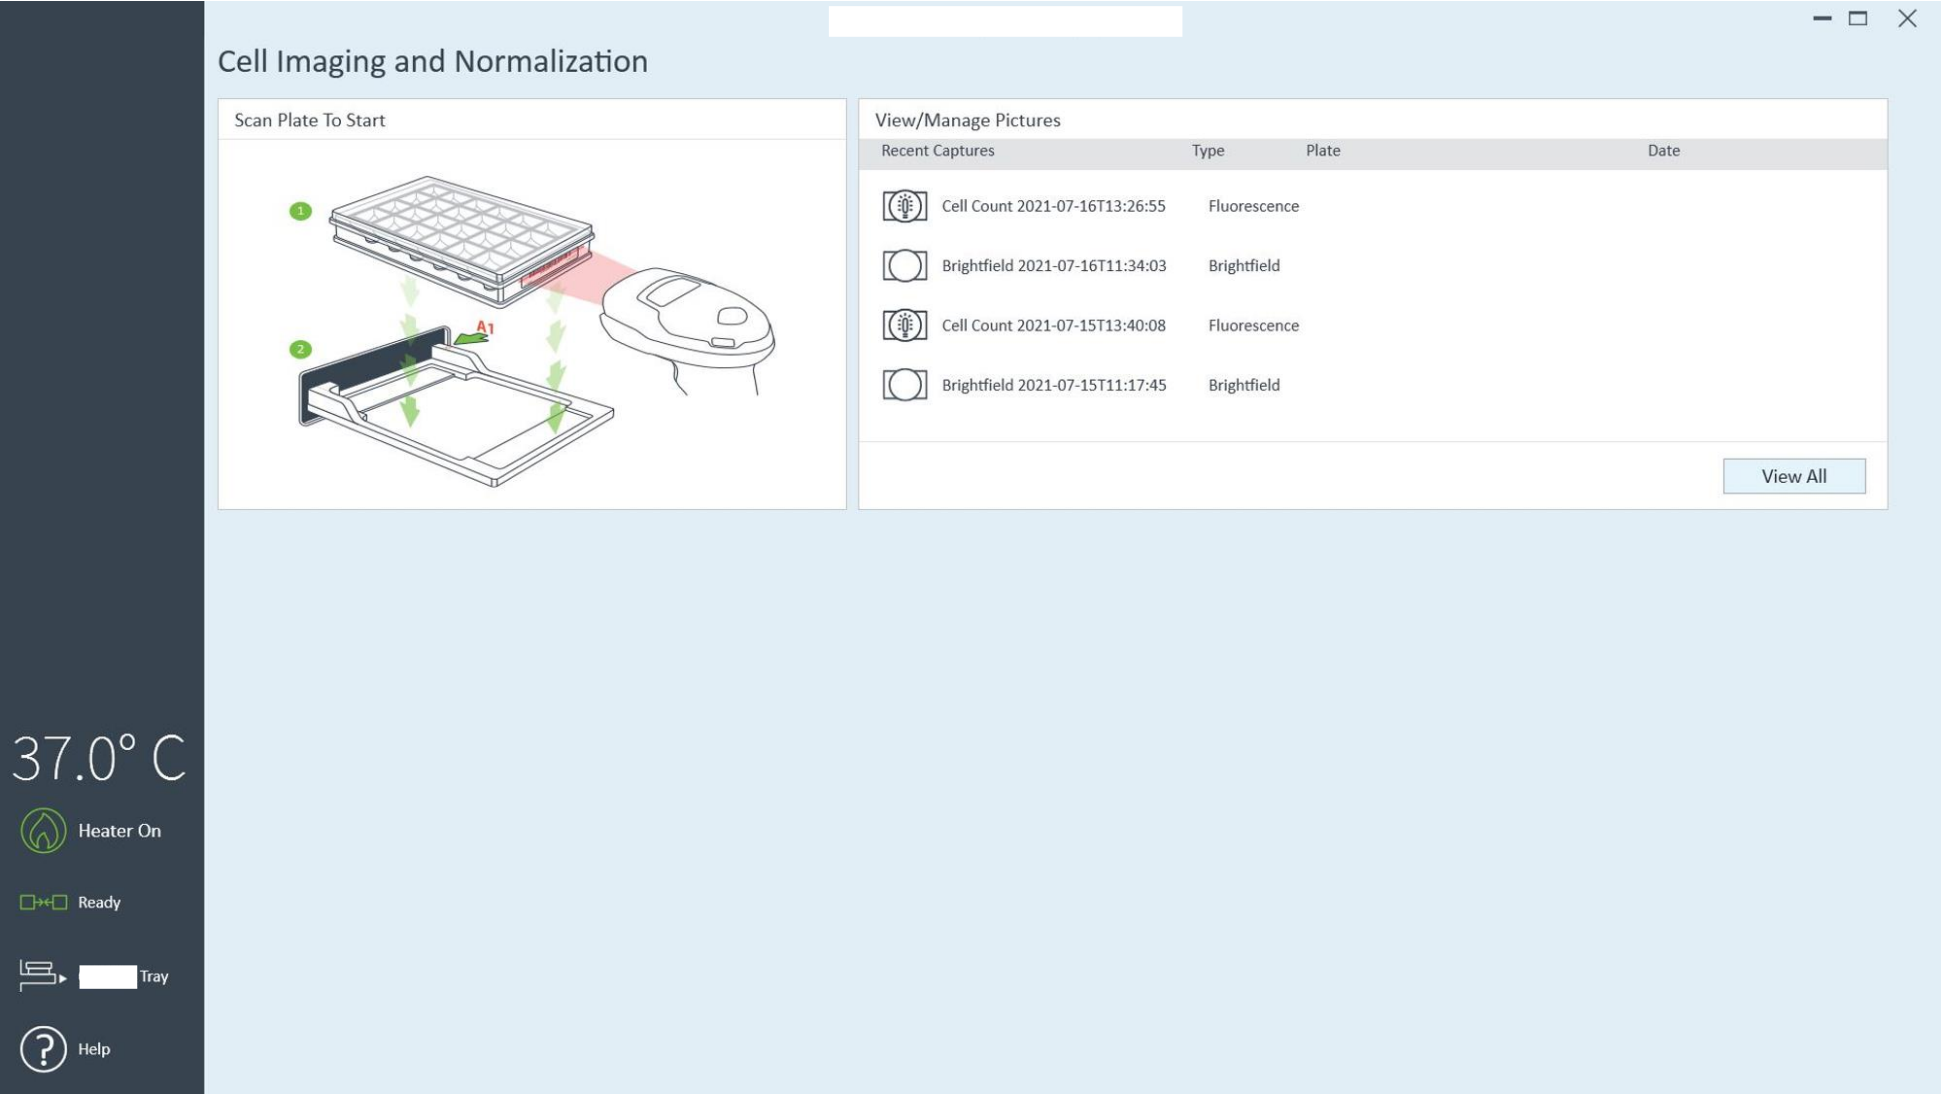 Cell Imaging and Normalization
Scan Plate To Start
1
A1
2
View/Manage Pictures
Recent Captures Type Plate Date
Cell Count 2021-07-16T13:26:55 Fluorescence
Brightfield 2021-07-16T11:34:03 Brightfield
Cell Count 2021-07-15T13:40:08 Fluorescence
Brightfield 2021-07-15T11:17:45 Brightfield
View All
37.0° C
Heater On
Ready
Tray
? Help